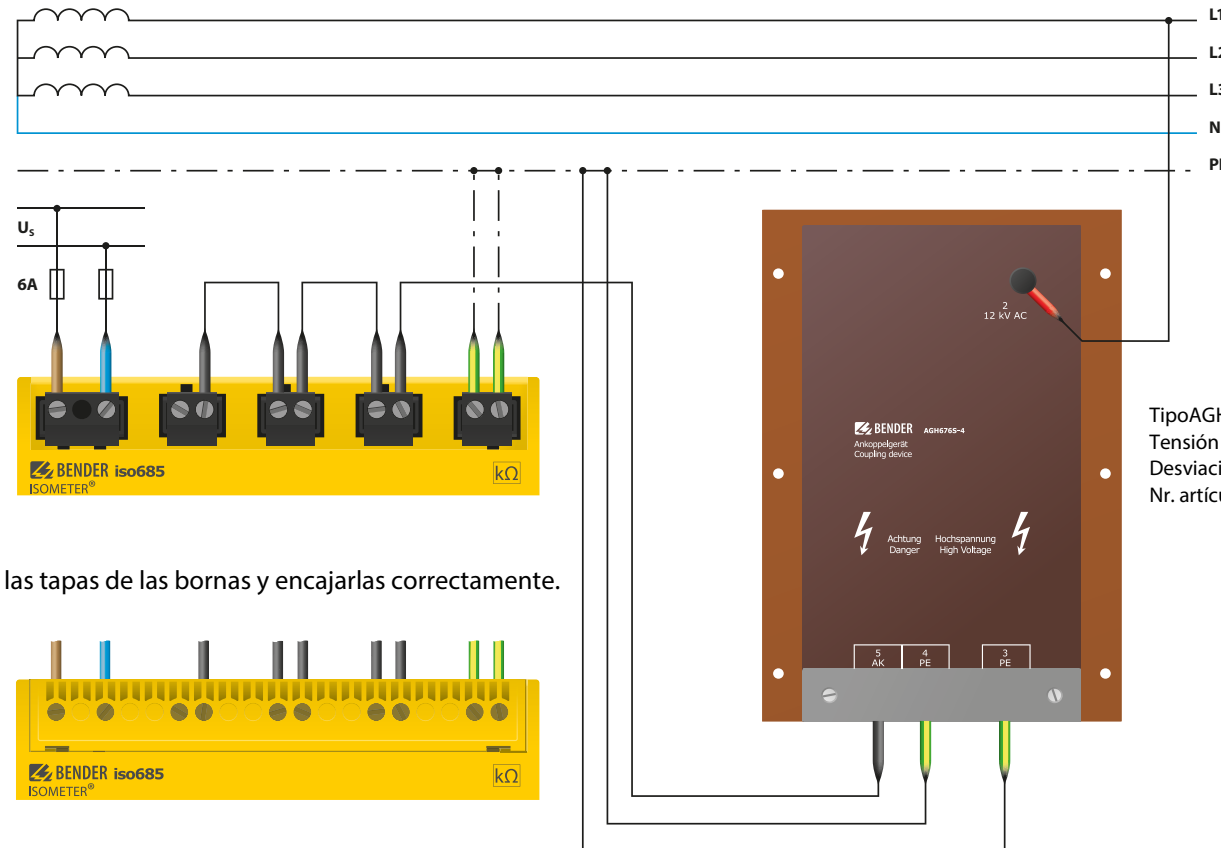 L1
L2
L3
N
PE
Us
6A
2
12 kV AC
BENDER AGH676S-4
Ankoppelgerät
Coupling device
BENDER iso685
ISOMETER®
kΩ
Achtung Hochspannung
Danger High Voltage
TipoAGH
Tensión
Desviaci
Nr. artícu
las tapas de las bornas y encajarlas correctamente.
5
AK
4
PE
3
PE
BENDER iso685
ISOMETER®
kΩ